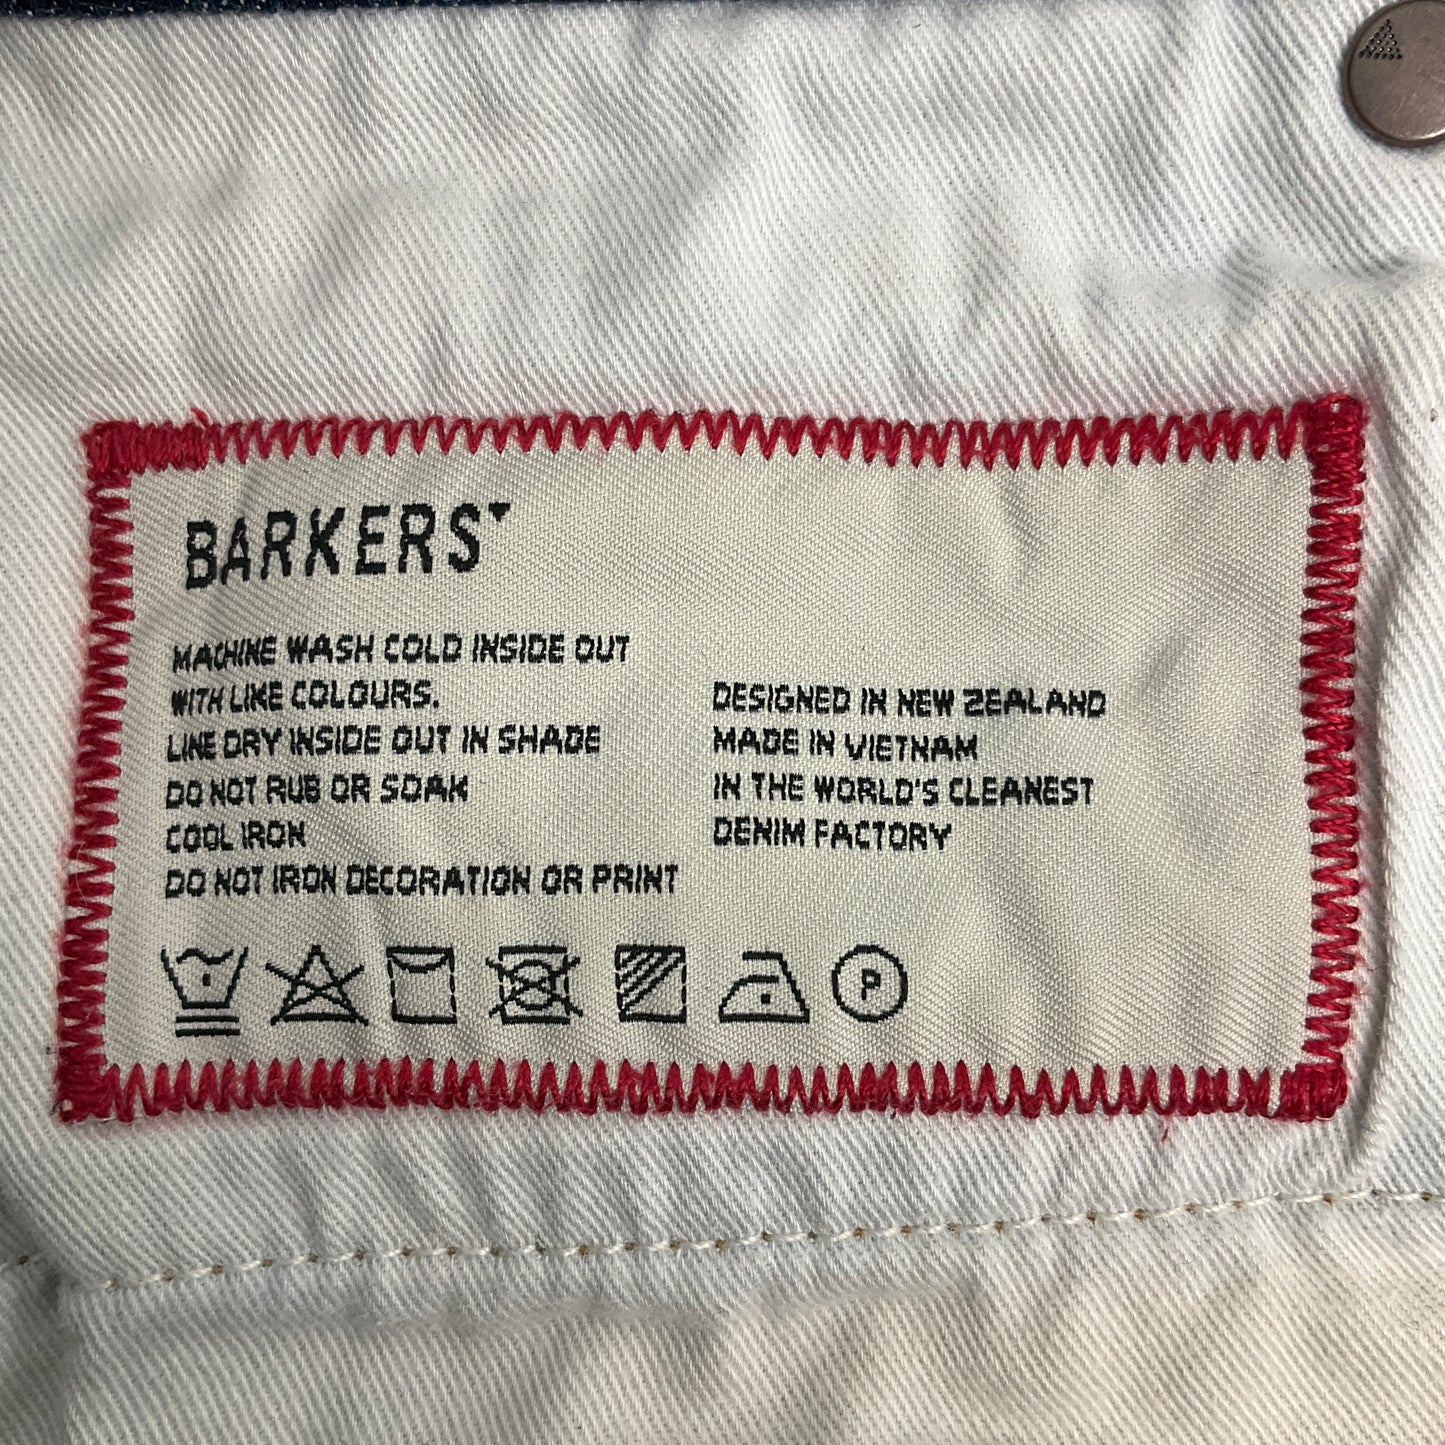 BARKERS
MACHINE WASH COLD INSIDE OUT
WITH LIKE COLOURS.
LINE DRY INSIDE OUT IN SHADE
DO NOT RUB OR SOAK
COOL IRON
DO NOT IRON DECORATION OR PRINT
DESIGNED IN NEW ZEALAND
MADE IN VIETNAM
IN THE WORLD'S CLEANEST
DENIM FACTORY
P